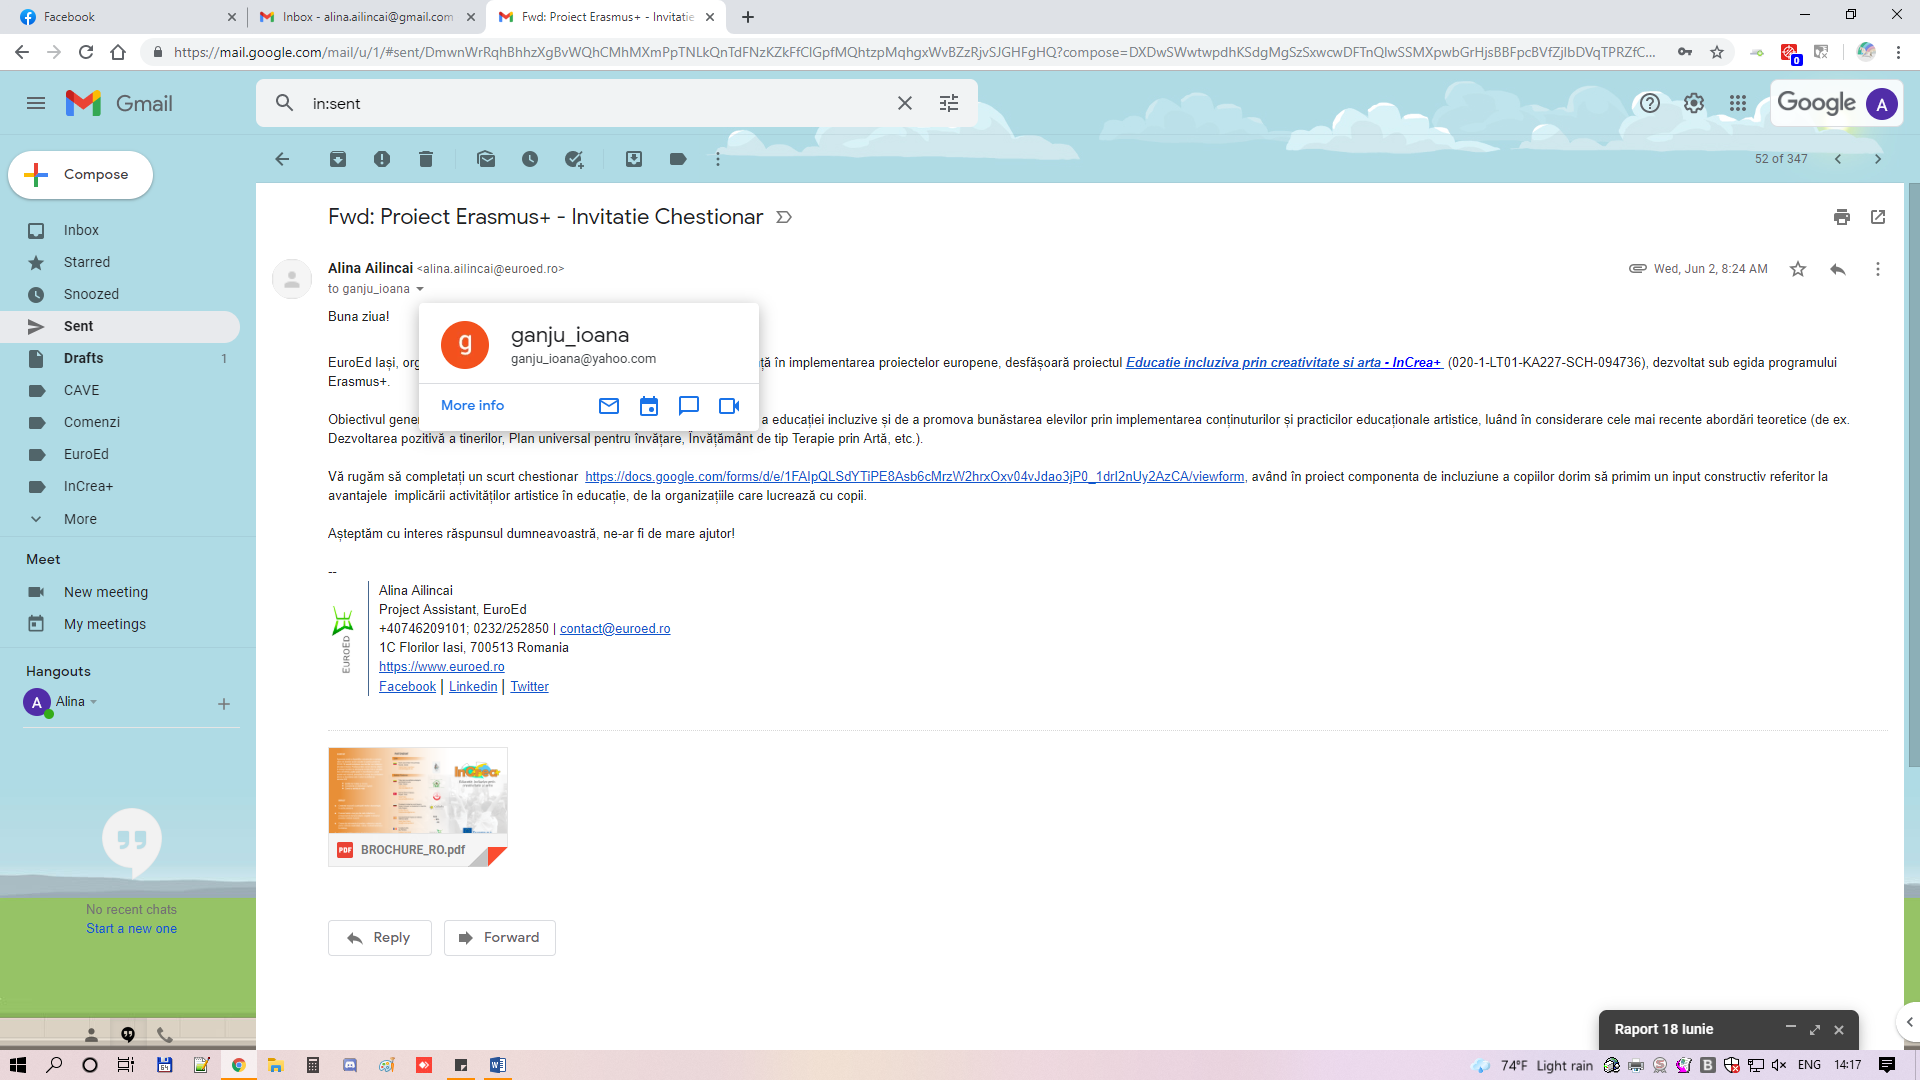 Facebook
Inbox - alina.ailincai@gmail.com
Fwd: Proiect Erasmus+ - Invitatie
https://mail.google.com/mail/u/1/#sent/DmwnWrRqhBhhzXgBvWQhCMhMXmPpTNLkQnTdFNzKZkFfClGpfMQhtzpMqhgxWvBZzRjvSJGHFgHQ?compose=DXDwSWwtwpdhKSdgMgSzSxwcwDFTnQlwSSMXpwbGrHjsBBFpcBVfZjlbDVqTPRZfC...
0
Gmail
in:sent
Google
A
Compose
52 of 347
Inbox
Starred
Snoozed
Sent
Drafts 1
CAVE
Comenzi
EuroEd
InCrea+
More
Meet
New meeting
My meetings
Hangouts
A Alina
No recent chats
Start a new one
Fwd: Proiect Erasmus+ - Invitatie Chestionar
Alina Ailincai <alina.ailincai@euroed.ro>
Wed, Jun 2, 8:24 AM
to ganju_ioana
Buna ziua!
g ganju_ioana
ganju_ioana@yahoo.com
More info
EuroEd Iași, în implementarea proiectelor europene, desfășoară proiectul Educatie incluziva prin creativitate si arta - InCrea+ (020-1-LT01-KA227-SCH-094736), dezvoltat sub egida programului
Erasmus+.
Obiectivul a educației incluzive și de a promova bunăstarea elevilor prin implementarea conținuturilor și practicilor educaționale artistice, luând în considerare cele mai recente abordări teoretice (de ex.
Dezvoltarea pozitivă a tinerilor, Plan universal pentru învățare, Învățământ de tip Terapie prin Artă, etc.).
Vă rugăm să completați un scurt chestionar https://docs.google.com/forms/d/e/1FAIpQLSdYTiPE8Asb6cMrzW2hrxOxv04vJdao3jP0_1drI2nUy2AzCA/viewform, având în proiect componenta de incluziune a copiilor dorim să primim un input constructiv referitor la
avantajele implicării activităților artistice în educație, de la organizațiile care lucrează cu copii.
Așteptăm cu interes răspunsul dumneavoastră, ne-ar fi de mare ajutor!
--
EUROED
Alina Ailincai
Project Assistant, EuroEd
+40746209101; 0232/252850 | contact@euroed.ro
1C Florilor Iasi, 700513 Romania
https://www.euroed.ro
Facebook | Linkedin | Twitter
InCrea+
PDF BROCHURE_RO.pdf
Reply
Forward
Raport 18 Iunie
74°F Light rain
ENG
14:17